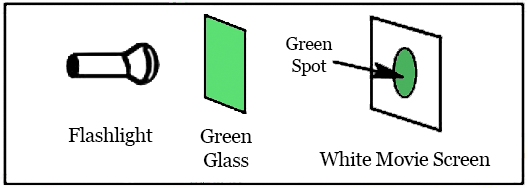 Green
Spot
Flashlight
Green
Glass
White Movie Screen